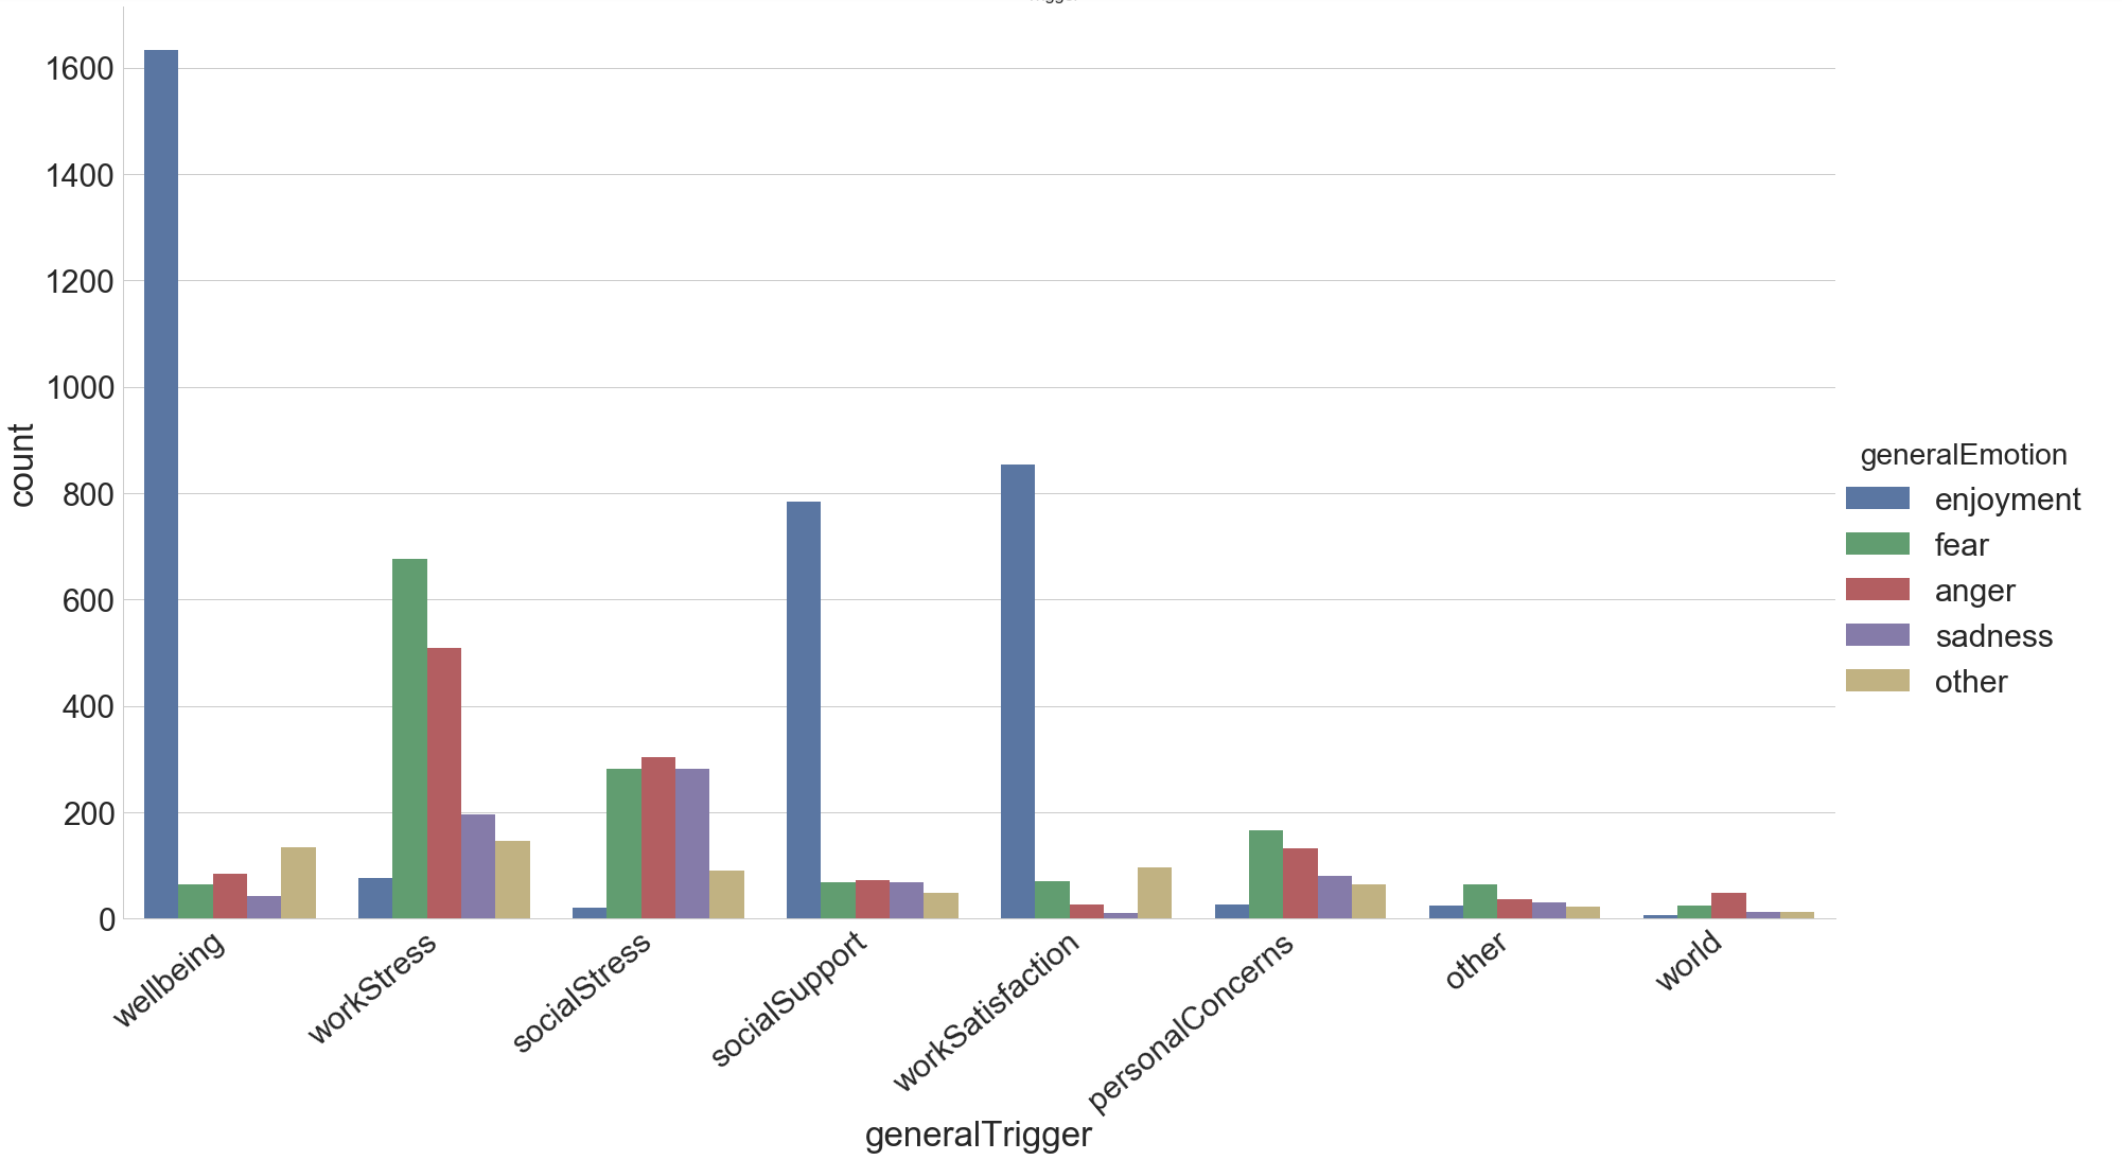 1600
1400
1200
1000
800
600
400
200
0
count
wellbeing
workStress
socialStress
socialSupport
workSatisfaction
personalConcerns
other
world
generalTrigger
generalEmotion
enjoyment
fear
anger
sadness
other